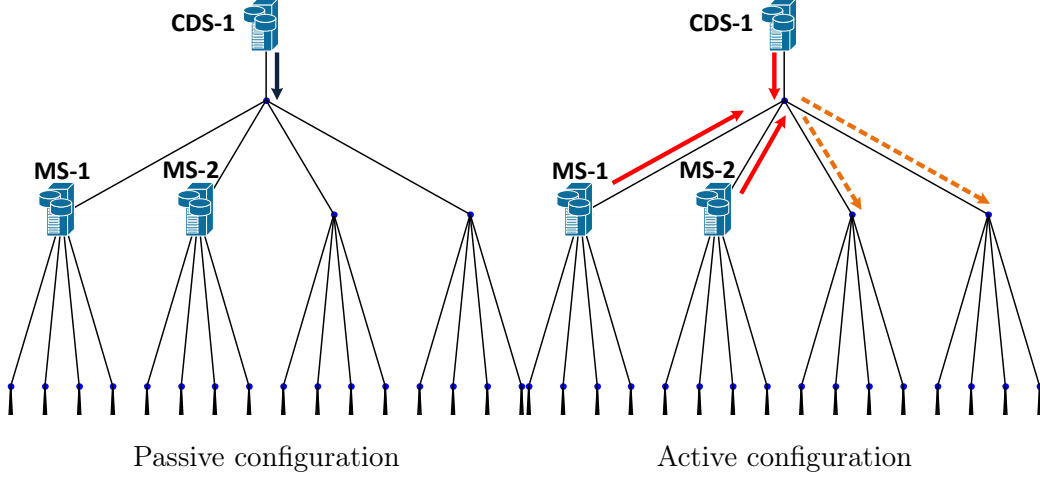 CDS-1
CDS-1
MS-1
MS-2
MS-1
MS-2
Passive configuration
Active configuration